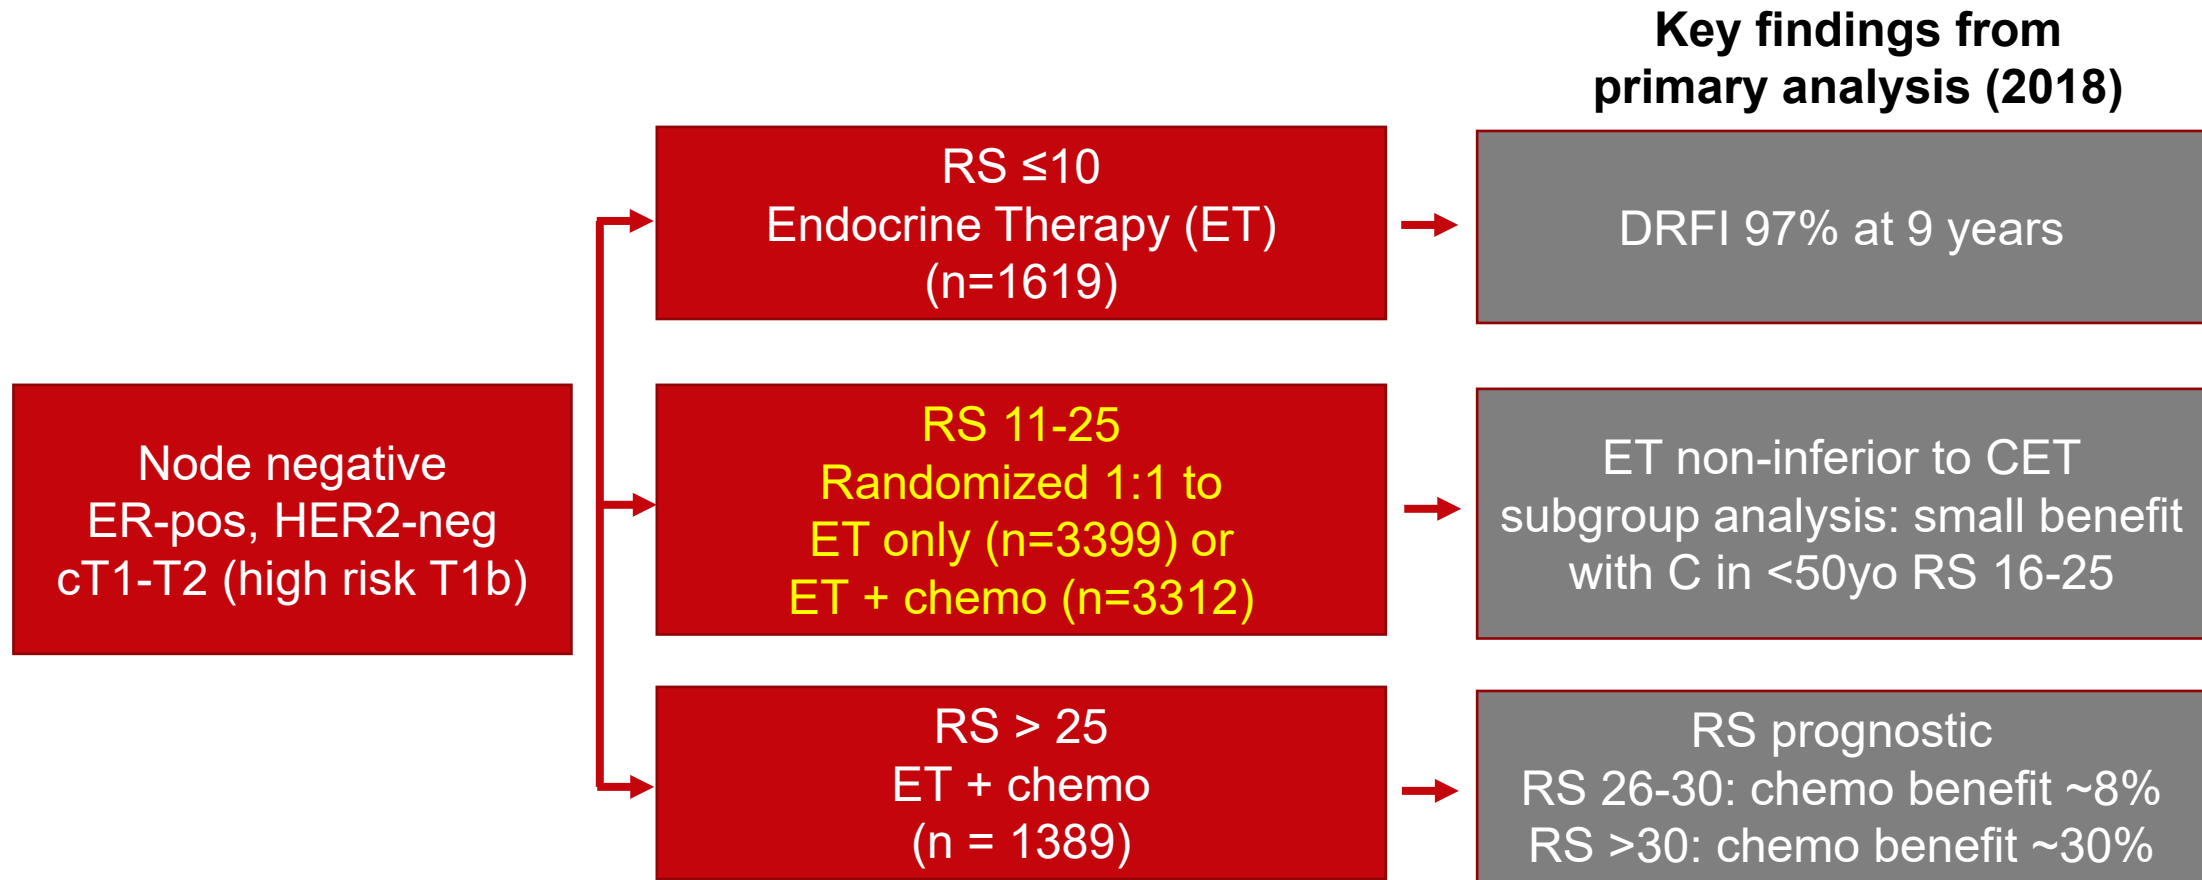 Key findings from
primary analysis (2018)
Node negative
ER-pos, HER2-neg
cT1-T2 (high risk T1b)
RS ≤10
Endocrine Therapy (ET)
(n=1619)
DRFI 97% at 9 years
RS 11-25
Randomized 1:1 to
ET only (n=3399) or
ET + chemo (n=3312)
ET non-inferior to CET
subgroup analysis: small benefit
with C in <50yo RS 16-25
RS > 25
ET + chemo
(n = 1389)
RS prognostic
RS 26-30: chemo benefit ~8%
RS >30: chemo benefit ~30%